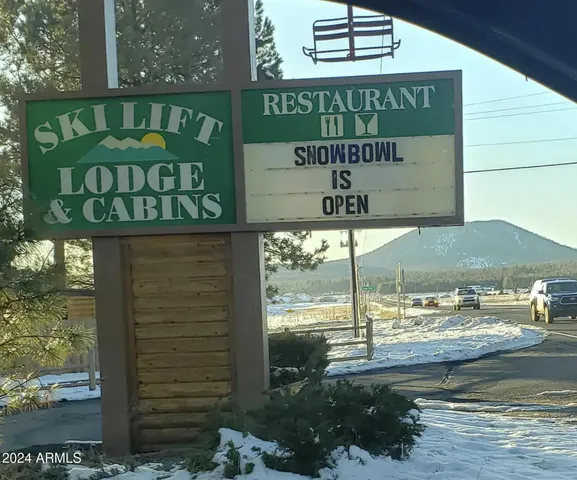 SKI LIFT
LODGE
& CABINS
RESTAURANT
SNOWBOWL
IS
OPEN
2024 ARMLS